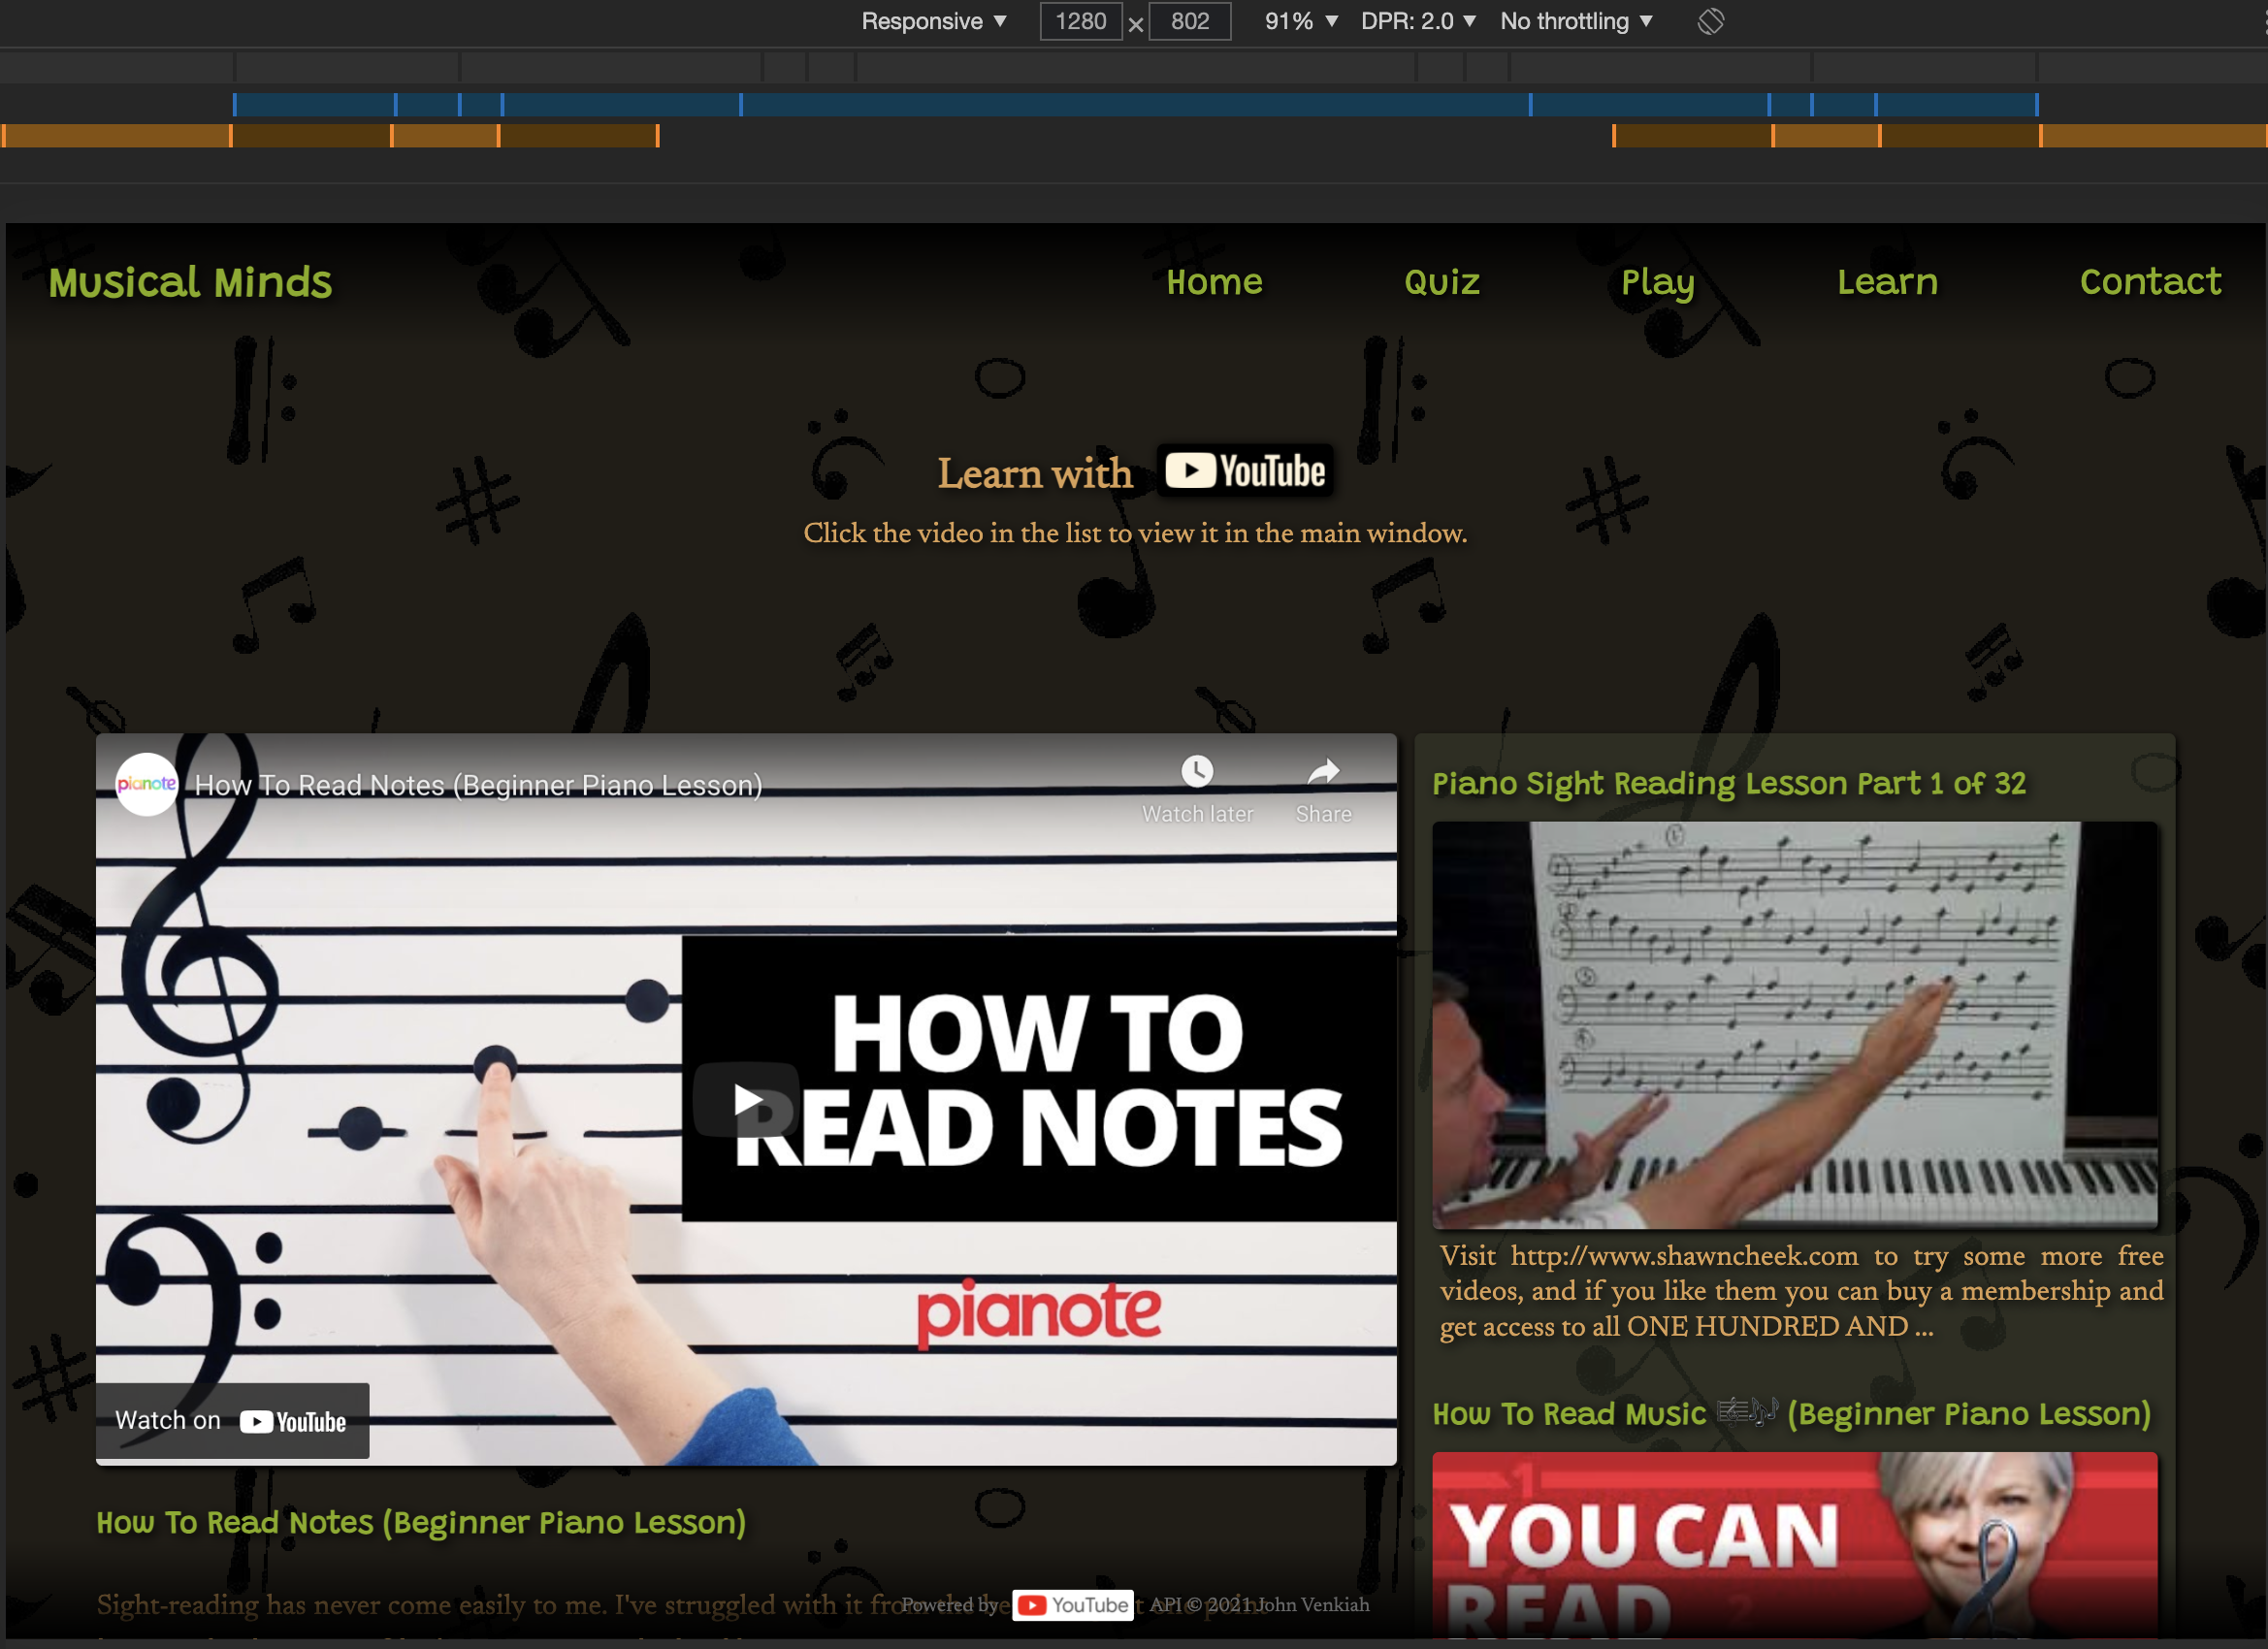 Responsive ▼ 1280 × 802 91% ▼ DPR: 2.0 ▼ No throttling ▼
Musical Minds Home Quiz Play Learn Contact
Learn with YouTube
Click the video in the list to view it in the main window.
pianote How To Read Notes (Beginner Piano Lesson)
Watch later Share
HOW TO
READ NOTES
pianote
Watch on YouTube
How To Read Notes (Beginner Piano Lesson)
Sight-reading has never come easily to me. I've struggled with it
Piano Sight Reading Lesson Part 1 of 32
Visit http://www.shawncheek.com to try some more free
videos, and if you like them you can buy a membership and
get access to all ONE HUNDRED AND ...
How To Read Music 🎼🎶 (Beginner Piano Lesson)
1
YOU CAN
READ
2
Powered by YouTube API © 2021 John Venkiah